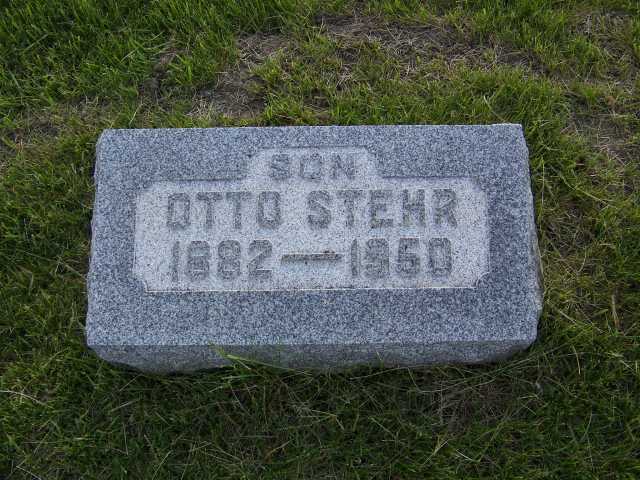 SON
OTTO STEHR
1882 — 1950